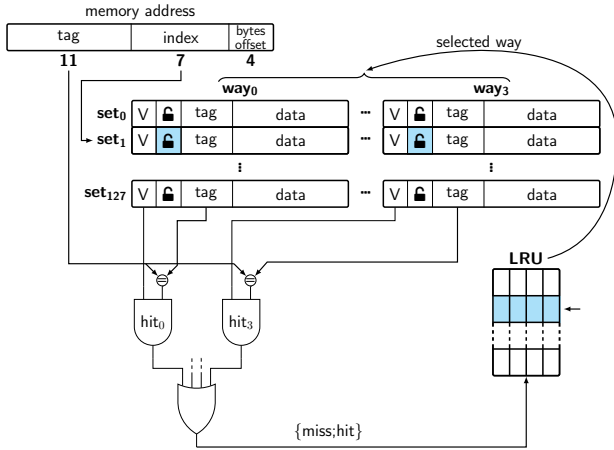 memory address
tag index bytes offset
11 7 4
selected way
way0 way3
set0 V tag data ... V tag data
set1 V tag data ... V tag data
set127 V tag data ... V tag data
LRU
= =
hit0 hit3
{miss;hit}